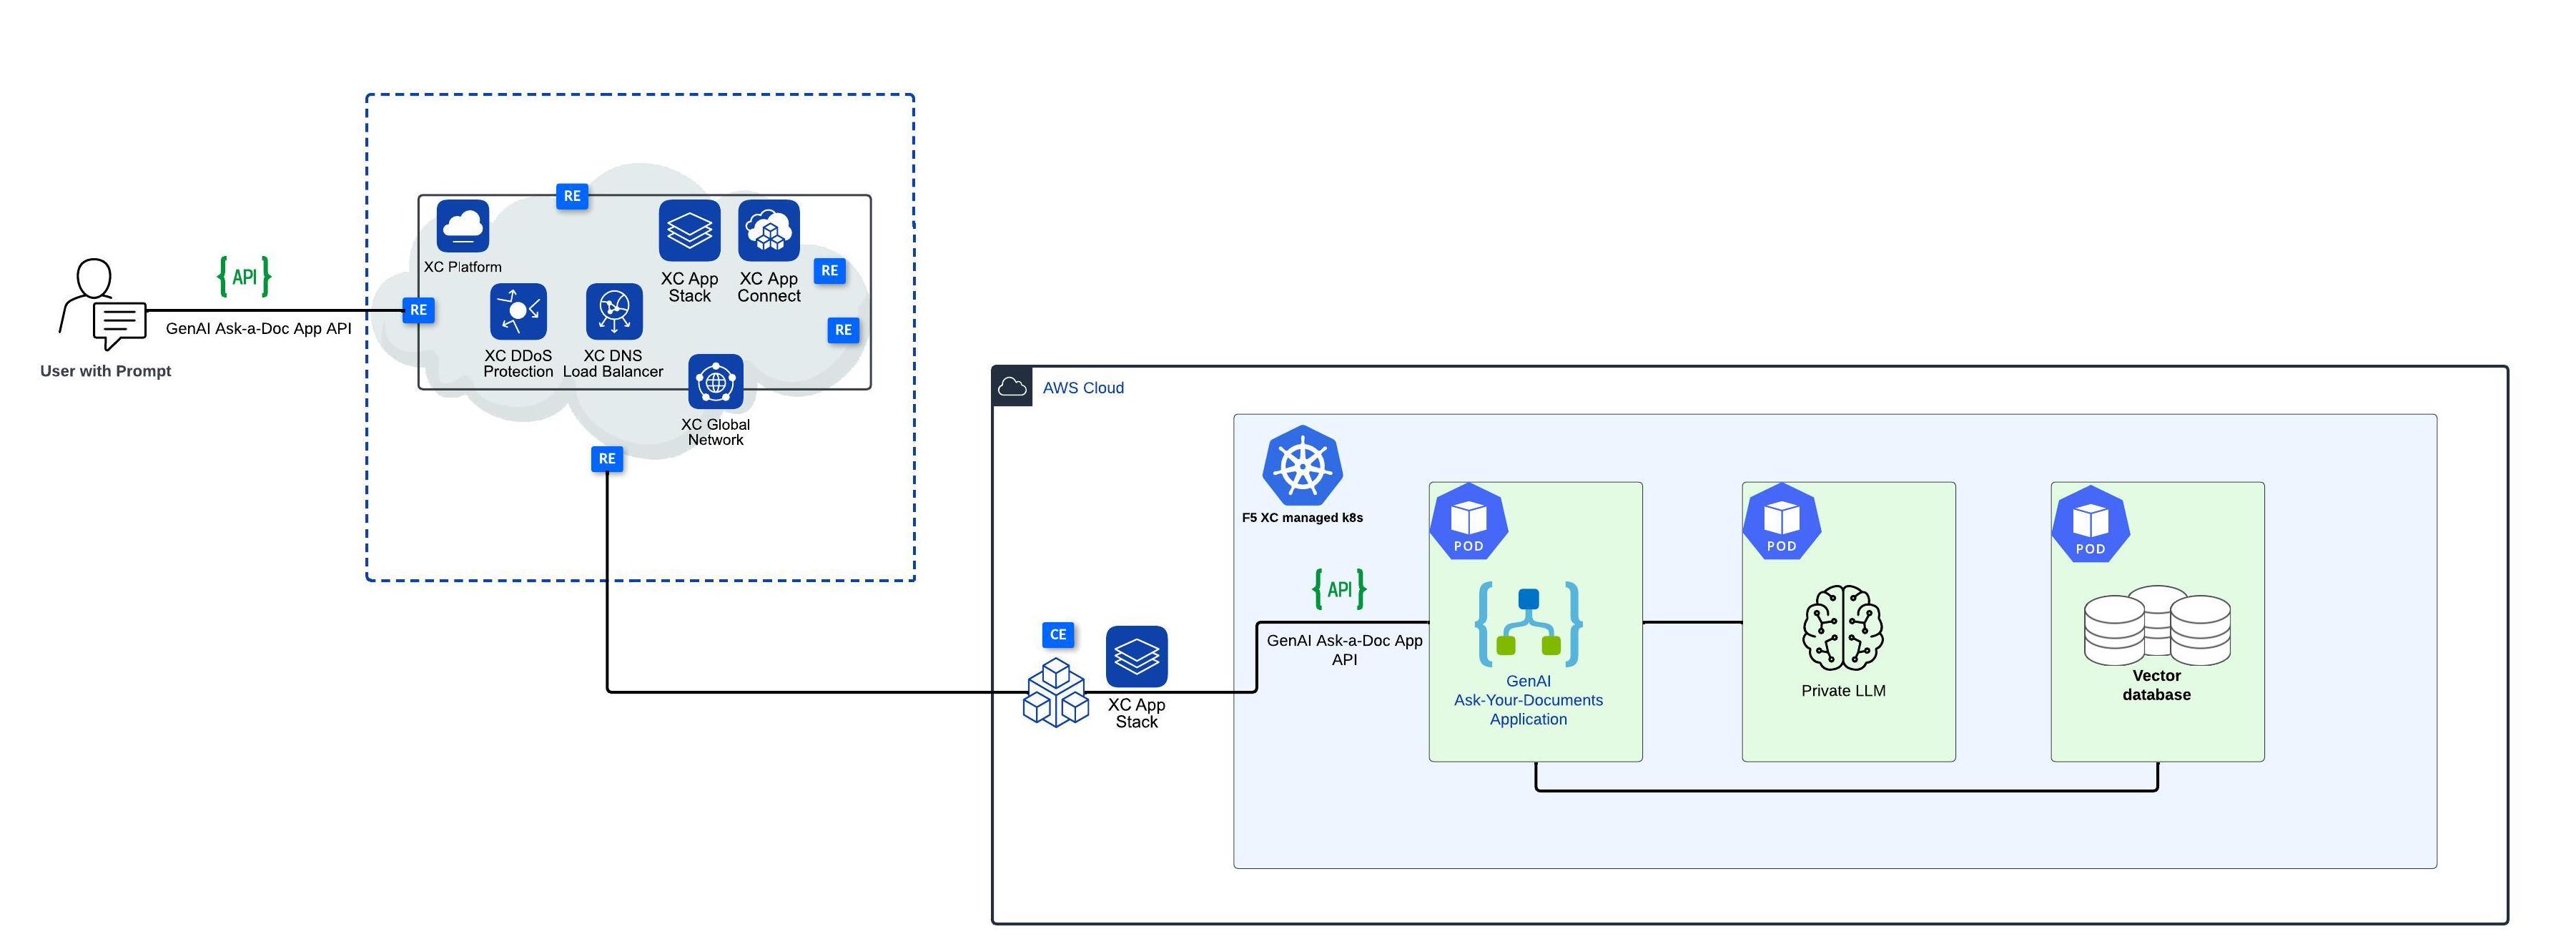 {API}
GenAI Ask-a-Doc App API
User with Prompt
RE
XC Platform
XC App
Stack
XC App
Connect
RE
RE
RE
XC DDoS
Protection
XC DNS
Load Balancer
XC Global
Network
RE
AWS Cloud
F5 XC managed k8s
CE
XC App
Stack
{API}
GenAI Ask-a-Doc App
API
POD
GenAI
Ask-Your-Documents
Application
POD
Private LLM
POD
Vector
database